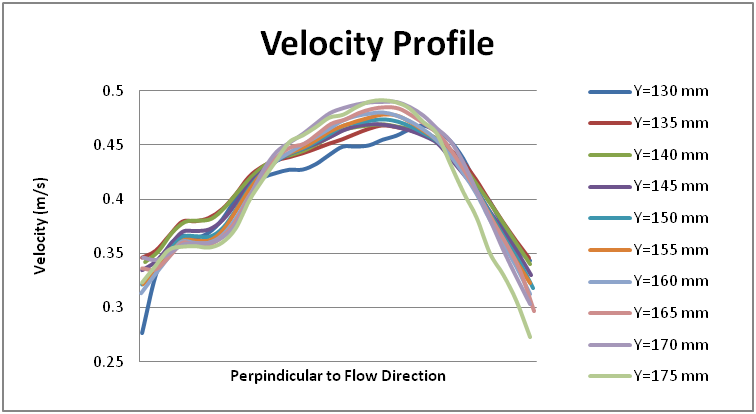 Velocity Profile
0.5
0.45
0.4
0.35
0.3
0.25
Velocity (m/s)
Perpindicular to Flow Direction
Y=130 mm
Y=135 mm
Y=140 mm
Y=145 mm
Y=150 mm
Y=155 mm
Y=160 mm
Y=165 mm
Y=170 mm
Y=175 mm